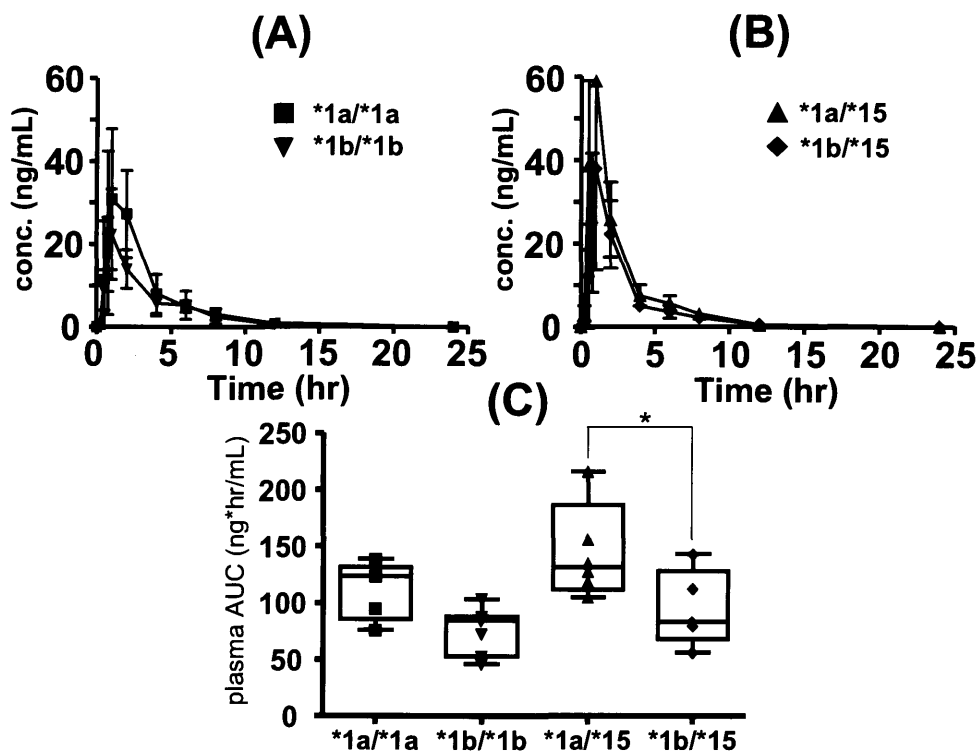 (A)
60
40
20
0
conc. (ng/mL)
*1a/*1a
*1b/*1b
0 5 10 15 20 25
Time (hr)
(B)
60
40
20
0
conc. (ng/mL)
*1a/*15
*1b/*15
0 5 10 15 20 25
Time (hr)
(C)
250
200
150
100
50
0
plasma AUC (ng*hr/mL)
*
*1a/*1a *1b/*1b *1a/*15 *1b/*15